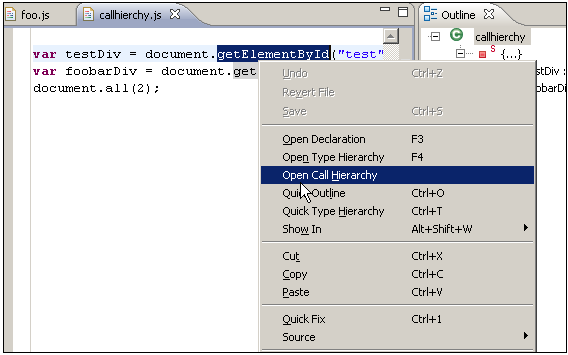 foo.js callhierchy.js Outline
callhierchy
var testDiv = document.getElementById("test" {...}
var foobarDiv = document.get stDiv :
document.all(2); obarDiv
Undo Ctrl+Z
Revert File
Save Ctrl+S
Open Declaration F3
Open Type Hierarchy F4
Open Call Hierarchy
Quick Outline Ctrl+O
Quick Type Hierarchy Ctrl+T
Show In Alt+Shift+W
Cut Ctrl+X
Copy Ctrl+C
Paste Ctrl+V
Quick Fix Ctrl+1
Source